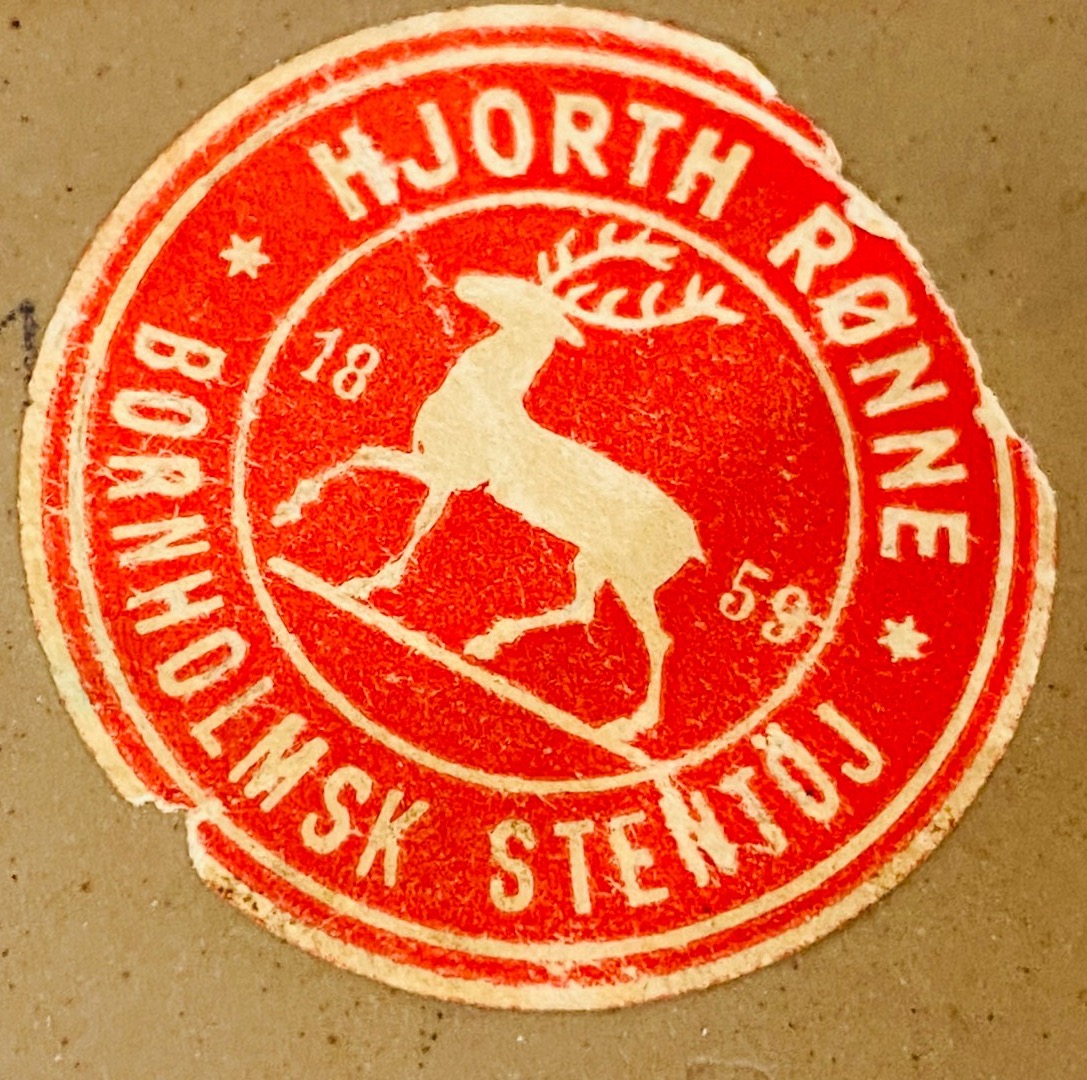 HJORTH RØNNE
18 59
BORNHOLMSK STENTØJ